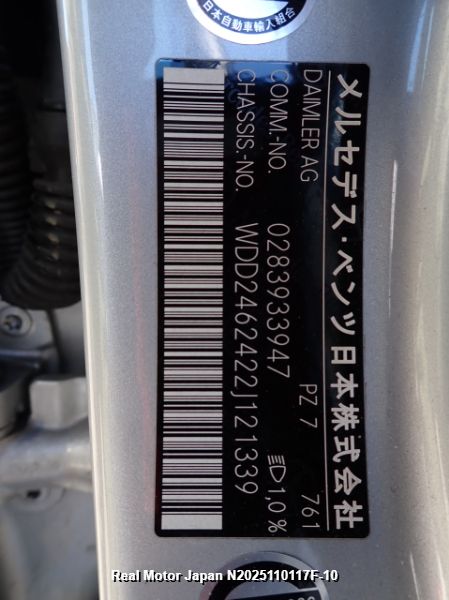 日本自動車輸入組合
メルセデス・ベンツ日本株式会社
DAIMLER AG 761
COMM.-NO. 0283933947 PZ 7
CHASSIS.-NO. WDD2462422J121339 1,0%
Real Motor Japan N2025110117F-10